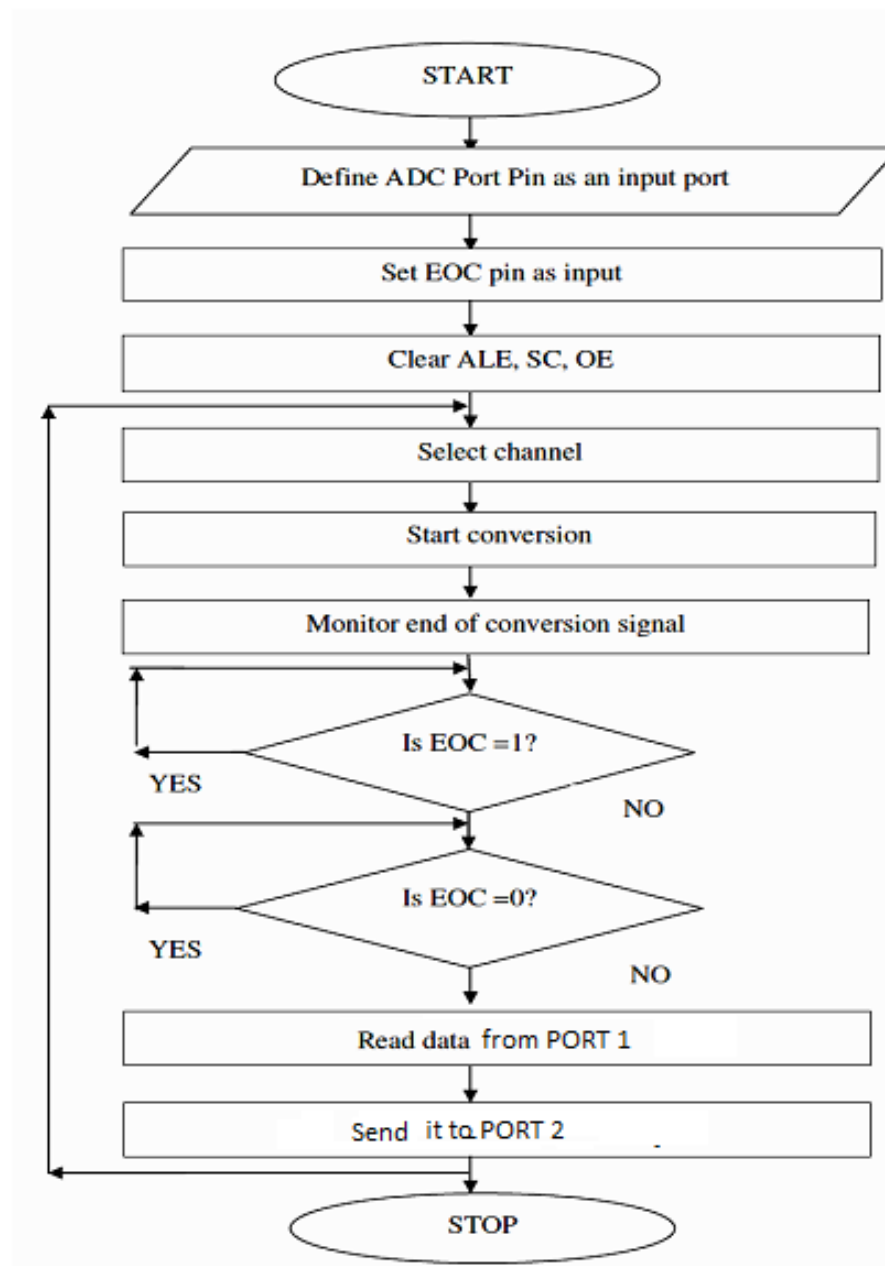 START
Define ADC Port Pin as an input port
Set EOC pin as input
Clear ALE, SC, OE
Select channel
Start conversion
Monitor end of conversion signal
Is EOC =1?
YES
NO
Is EOC =0?
YES
NO
Read data from PORT 1
Send it to PORT 2
STOP